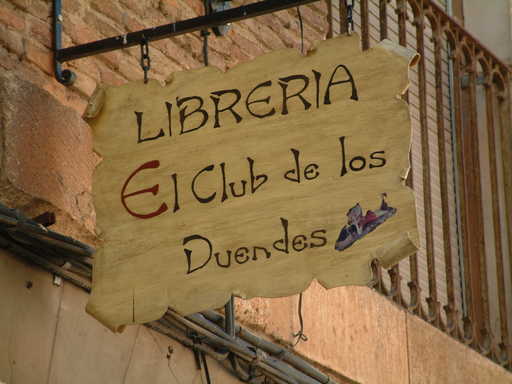 LIBRERIA
El Club de los
Duendes